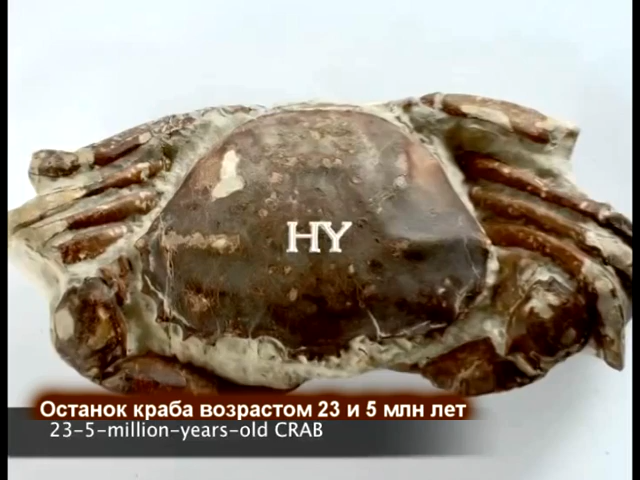 HY
Останок краба возрастом 23 и 5 млн лет
23-5-million-years-old CRAB